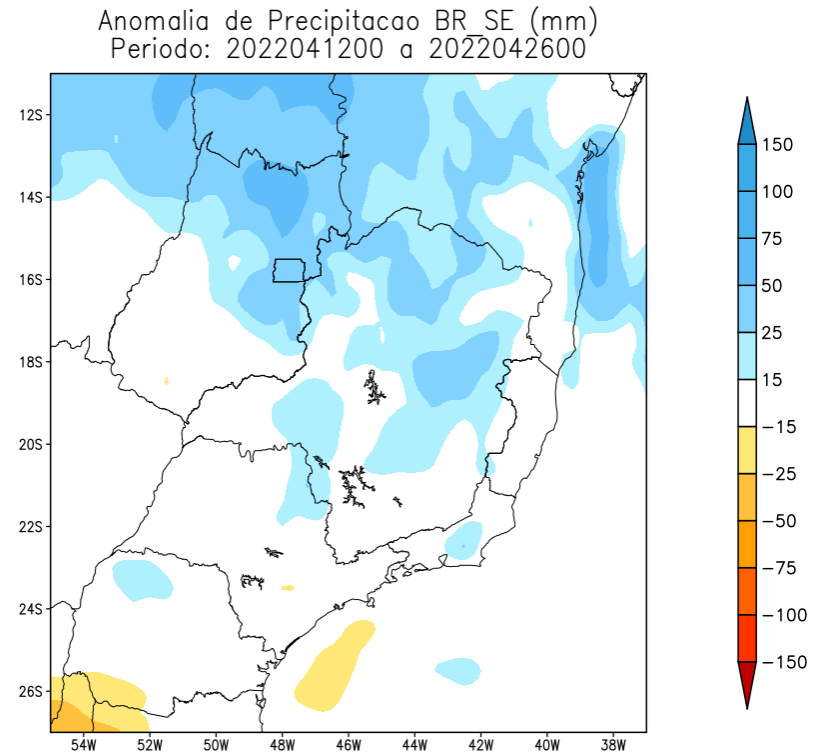 Anomalia de Precipitacao BR_SE (mm)
Periodo: 2022041200 a 2022042600
12S
14S
16S
18S
20S
22S
24S
26S
54W 52W 50W 48W 46W 44W 42W 40W 38W
150
100
75
50
25
15
-15
-25
-50
-75
-100
-150